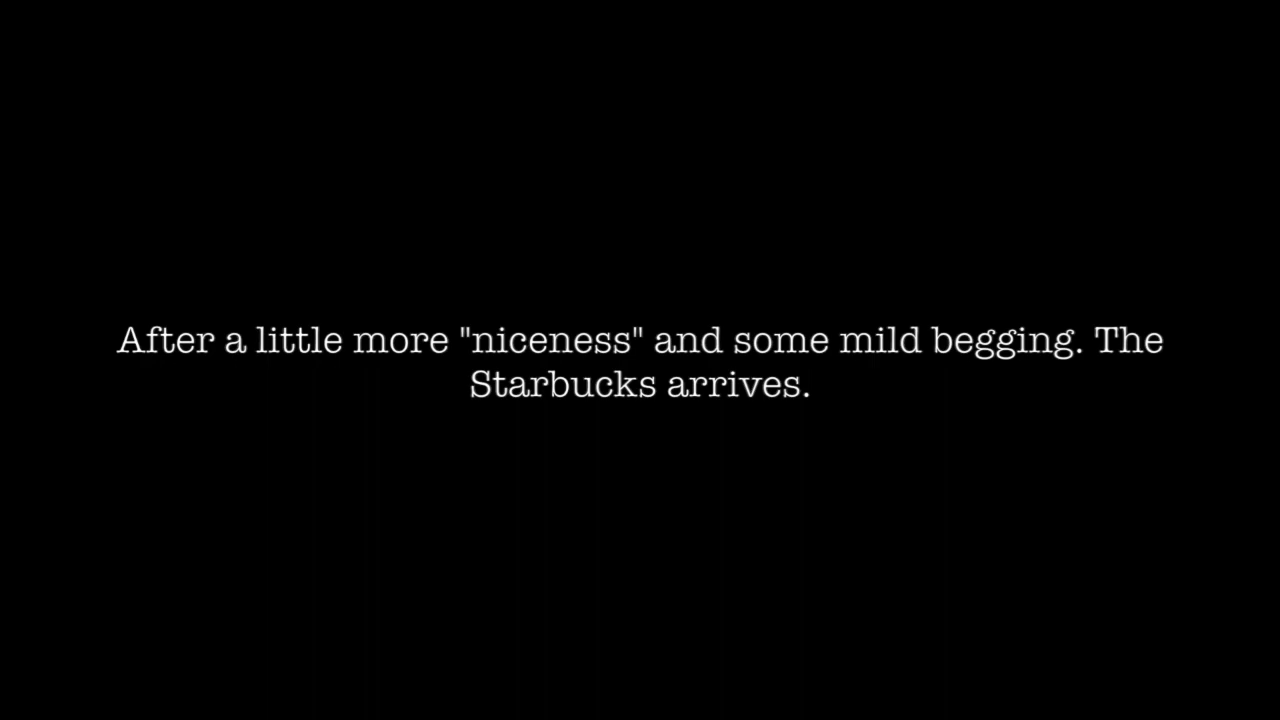 After a little more "niceness" and some mild begging. The
Starbucks arrives.